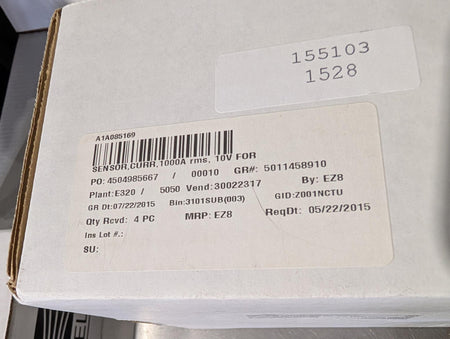 155103
1528
A1A085169
SENSOR,CURR,1000A rms, 10V FOR
PO: 4504985667 / 00010 GR#: 5011458910
Plant: E320 / 5050 Vend: 30022317 By: EZ8
GR Dt: 07/22/2015 Bin: 3101SUB(003) GID: Z001NCTU
Qty Rcvd: 4 PC MRP: EZ8 ReqDt: 05/22/2015
Ins Lot #.:
SU:
EL